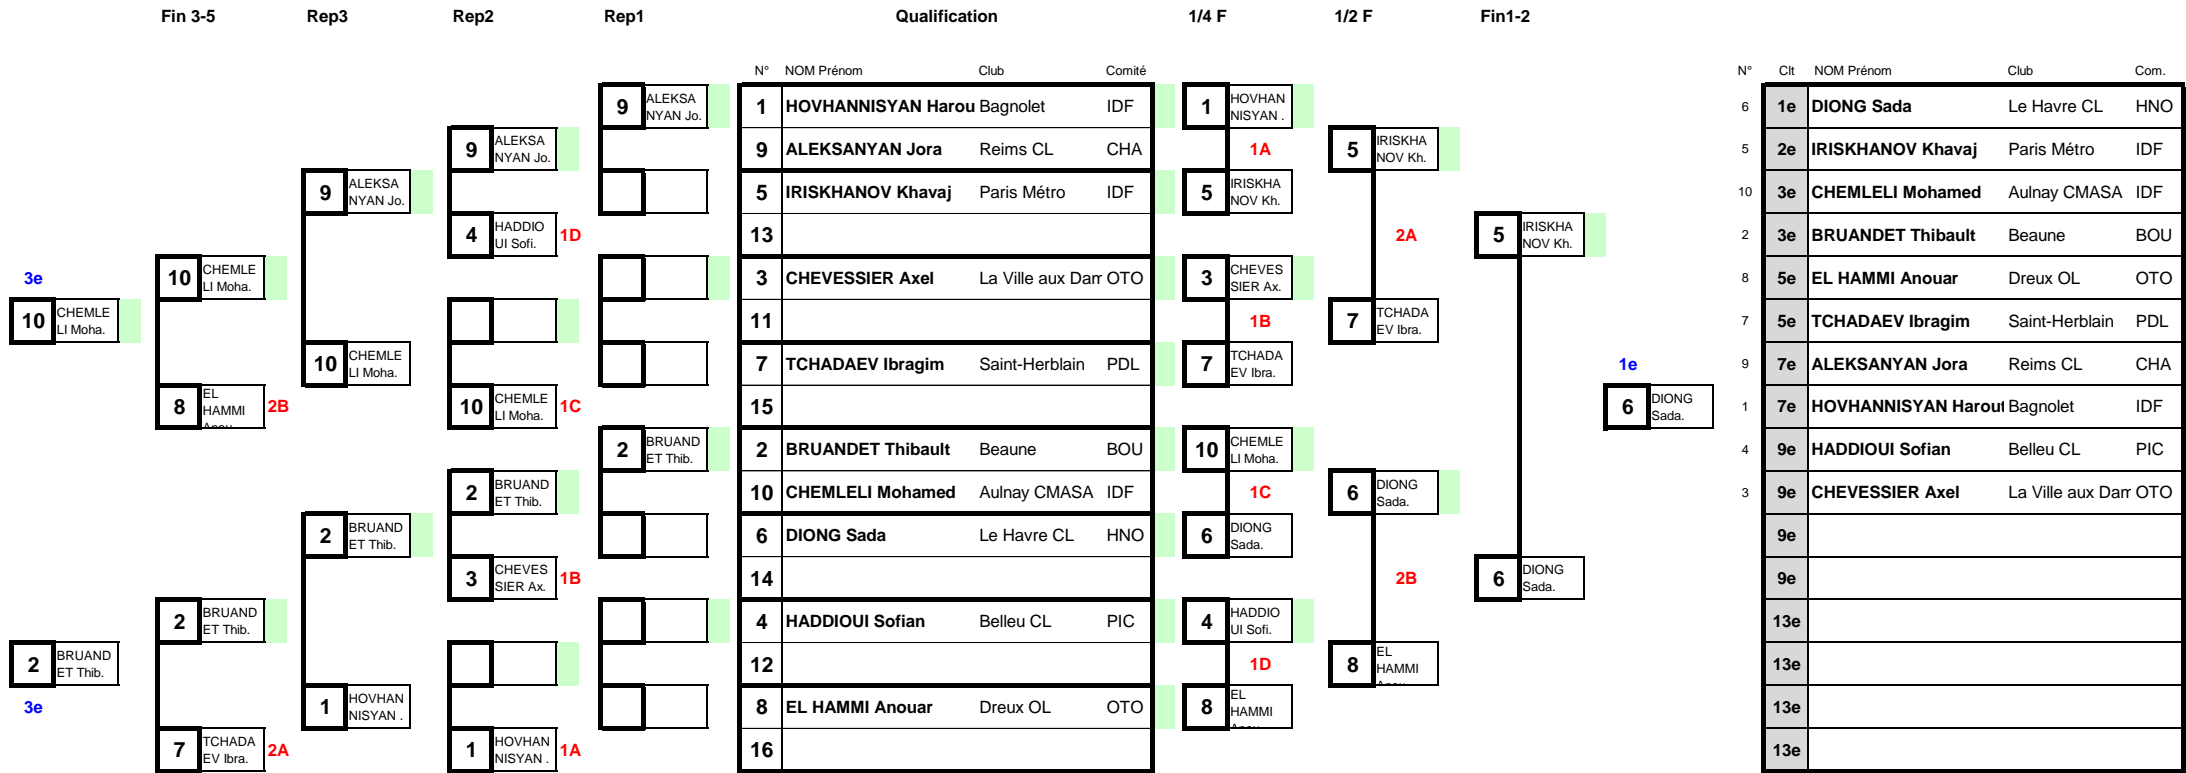 Fin 3-5 Rep3 Rep2 Rep1 Qualification 1/4 F 1/2 F Fin1-2
N° NOM Prénom Club Comité N° Clt NOM Prénom Club Com.
9 ALEKSA
NYAN Jo.
1 HOVHANNISYAN Harou Bagnolet IDF
1 HOVHAN
NISYAN .
6 1e DIONG Sada Le Havre CL HNO
9 ALEKSA
NYAN Jo.
9 ALEKSANYAN Jora Reims CL CHA
1A
5 IRISKHA
NOV Kh.
5 2e IRISKHANOV Khavaj Paris Métro IDF
9 ALEKSA
NYAN Jo.
5 IRISKHANOV Khavaj Paris Métro IDF
5 IRISKHA
NOV Kh.
10 3e CHEMLELI Mohamed Aulnay CMASA IDF
4 HADDIO
UI Sofi.
1D
13
2A
5 IRISKHA
NOV Kh.
2 3e BRUANDET Thibault Beaune BOU
3e
10 CHEMLE
LI Moha.
3 CHEVESSIER Axel La Ville aux Dam OTO
3 CHEVES
SIER Ax.
8 5e EL HAMMI Anouar Dreux OL OTO
10 CHEMLE
LI Moha.
11
1B
7 TCHADA
EV Ibra.
7 5e TCHADAEV Ibragim Saint-Herblain PDL
10 CHEMLE
LI Moha.
7 TCHADAEV Ibragim Saint-Herblain PDL
7 TCHADA
EV Ibra.
1e
9 7e ALEKSANYAN Jora Reims CL CHA
8 EL
HAMMI
2B
10 CHEMLE
LI Moha.
1C
15
6 DIONG
Sada.
1 7e HOVHANNISYAN Harout Bagnolet IDF
2 BRUAND
ET Thib.
2 BRUANDET Thibault Beaune BOU
10 CHEMLE
LI Moha.
4 9e HADDIOUI Sofian Belleu CL PIC
2 BRUAND
ET Thib.
10 CHEMLELI Mohamed Aulnay CMASA IDF
1C
6 DIONG
Sada.
3 9e CHEVESSIER Axel La Ville aux Dam OTO
2 BRUAND
ET Thib.
6 DIONG Sada Le Havre CL HNO
6 DIONG
Sada.
9e
3 CHEVES
SIER Ax.
1B
14
2B
6 DIONG
Sada.
9e
2 BRUAND
ET Thib.
4 HADDIOUI Sofian Belleu CL PIC
4 HADDIO
UI Sofi.
13e
2 BRUAND
ET Thib.
12
1D
8 EL
HAMMI
13e
3e
1 HOVHAN
NISYAN .
8 EL HAMMI Anouar Dreux OL OTO
8 EL
HAMMI
13e
7 TCHADA
EV Ibra.
2A
1 HOVHAN
NISYAN .
1A
16
13e